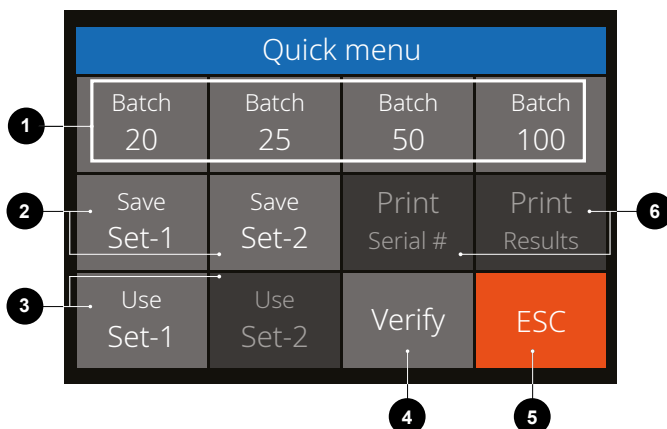 Quick menu
Batch Batch Batch Batch
1
20 25 50 100
2
Save Save Print Print
6
Set-1 Set-2 Serial # Results
3
Use Use
Verify ESC
Set-1 Set-2
4 5